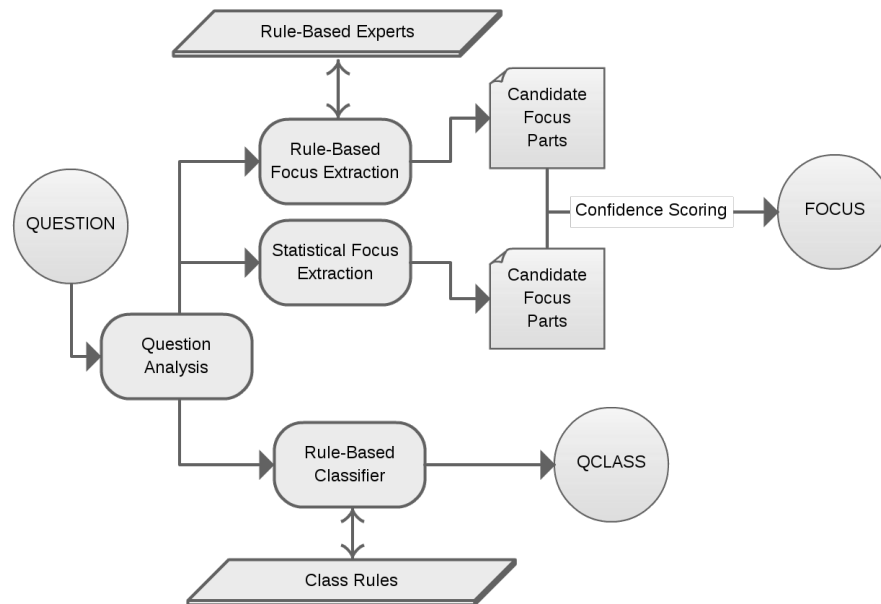 Rule-Based Experts
Candidate
Focus
Parts
Rule-Based
Focus Extraction
QUESTION
Confidence Scoring
FOCUS
Statistical Focus
Extraction
Candidate
Focus
Parts
Question
Analysis
Rule-Based
Classifier
QCLASS
Class Rules